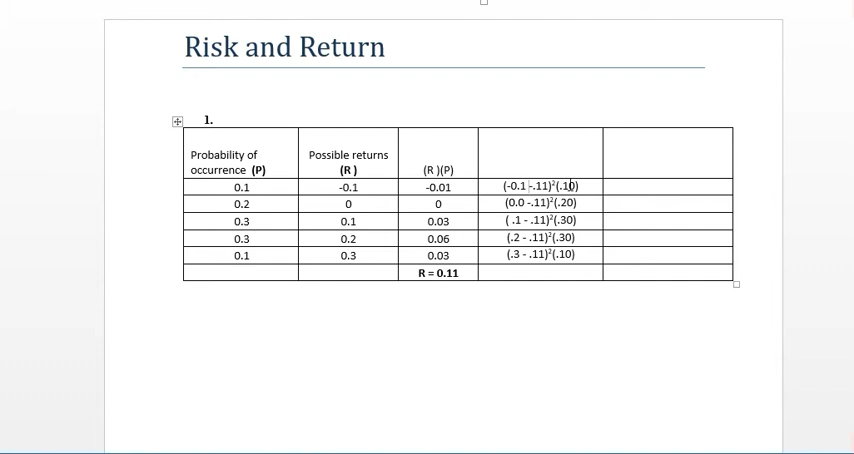 Risk and Return
1.
Probability of occurrence (P) Possible returns (R ) (R )(P)
0.1 -0.1 -0.01 (-0.1 -.11)²(.10)
0.2 0 0 (0.0 -.11)²(.20)
0.3 0.1 0.03 ( .1 - .11)²(.30)
0.3 0.2 0.06 (.2 - .11)²(.30)
0.1 0.3 0.03 (.3 - .11)²(.10)
R = 0.11